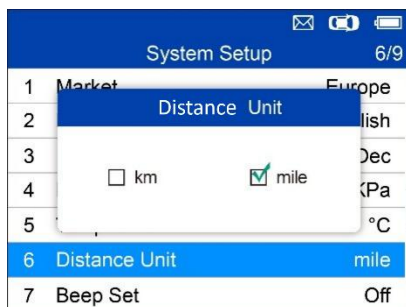 System Setup 6/9
1 Market Europe
Distance Unit
2 lish
3 Dec
km mile
4 KPa
5 °C
6 Distance Unit mile
7 Beep Set Off